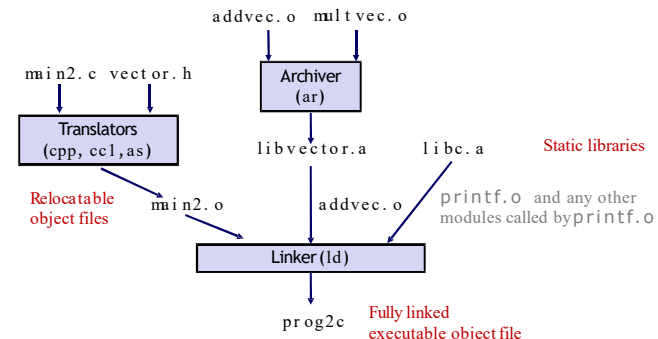 addvec.o multvec.o
main2.c vector.h
Archiver
(ar)
Translators
(cpp, cc1,as)
libvector.a
libc.a
Static libraries
Relocatable
object files
main2.o
addvec.o
printf.o and any other
modules called by printf.o
Linker (ld)
prog2c
Fully linked
executable object file